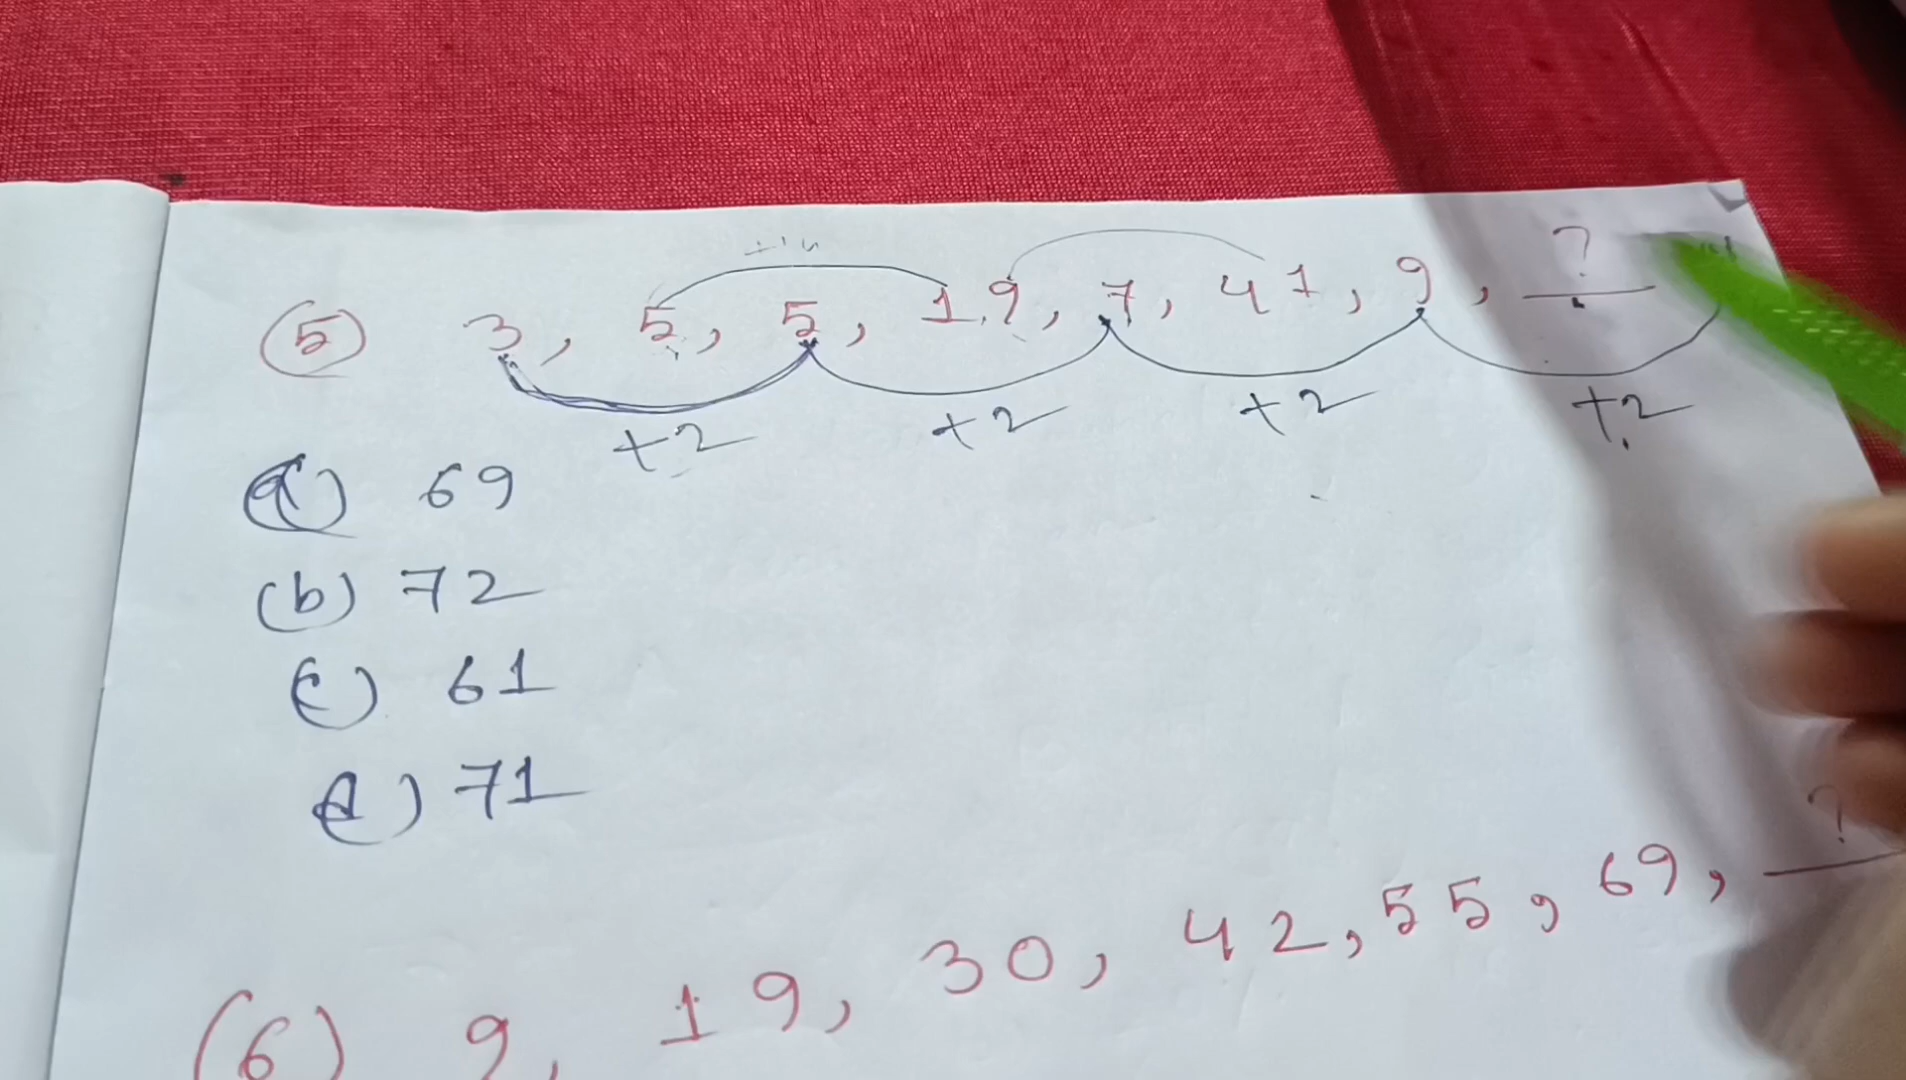 (5) 3, 5, 5, 19, 7, 41, 9, ?
+2 +2 +2 +2
(a) 69
(b) 72
(c) 61
(d) 71
(6) 9, 19, 30, 42, 55, 69, ?